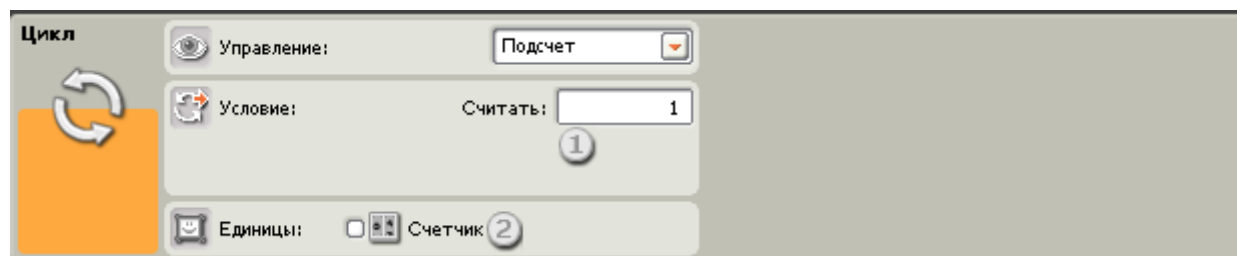 Цикл
Управление: Подсчет
Условие: Считать: 1
1
Единицы: Счетчик 2